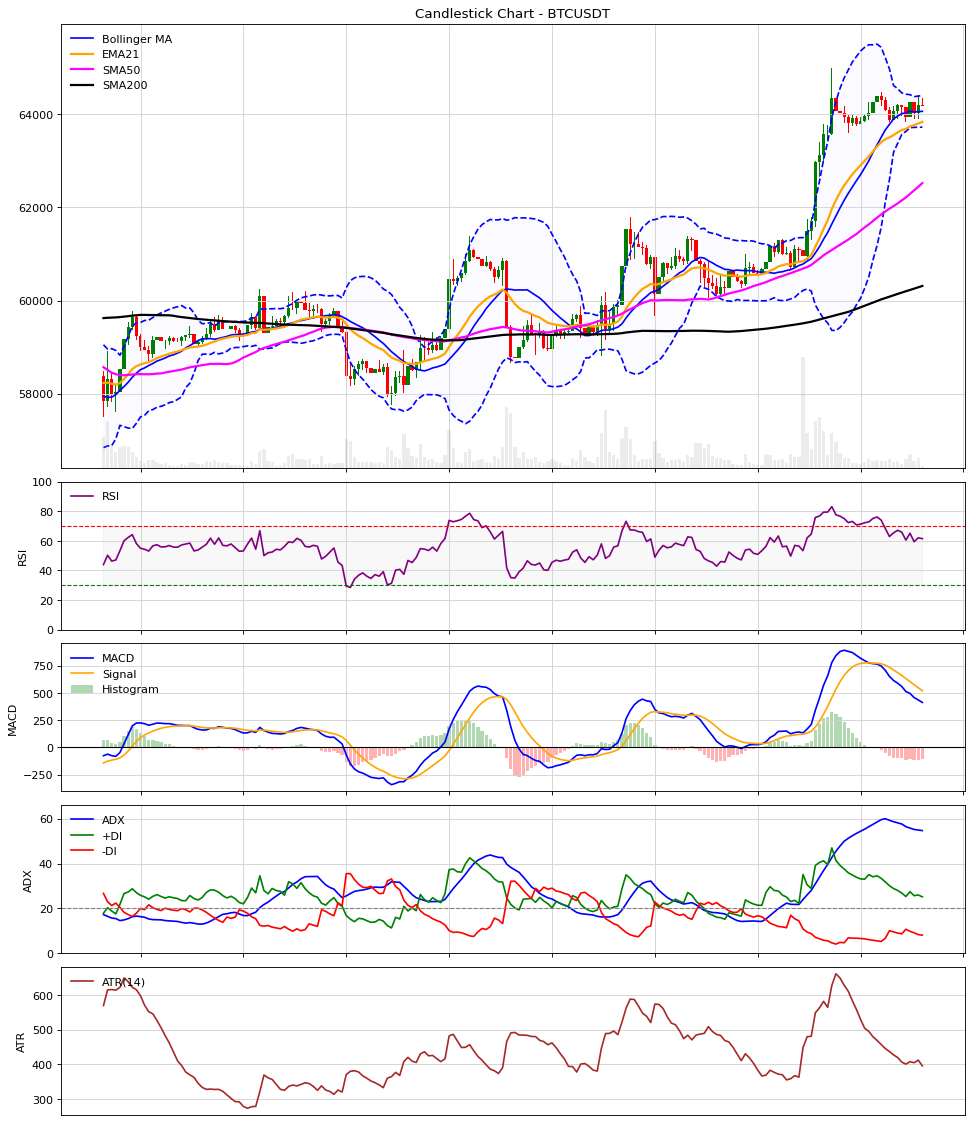 Candlestick Chart - BTCUSDT
Bollinger MA
EMA21
SMA50
SMA200
64000
62000
60000
58000
RSI
100
80
60
40
20
0
RSI
MACD
Signal
Histogram
750
500
250
0
−250
MACD
ADX
+DI
-DI
60
40
20
0
ADX
ATR(14)
600
500
400
300
ATR